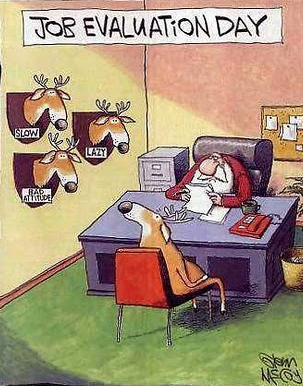 JOB EVALUATION DAY
SLOW
LAZY
BAD
ATTITUDE
Glenn
McCoy